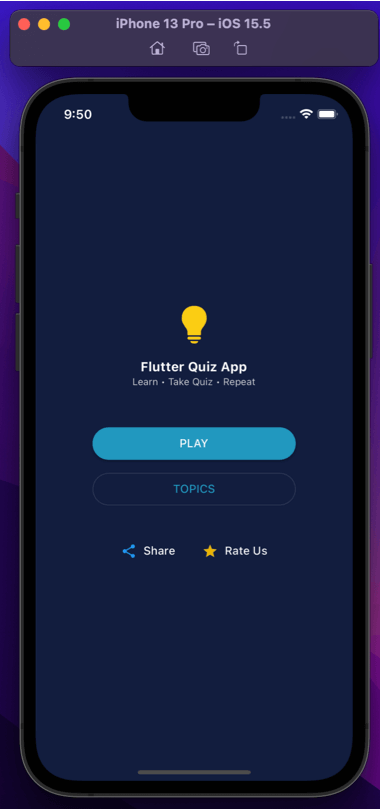 iPhone 13 Pro – iOS 15.5
9:50
Flutter Quiz App
Learn • Take Quiz • Repeat
PLAY
TOPICS
Share
Rate Us